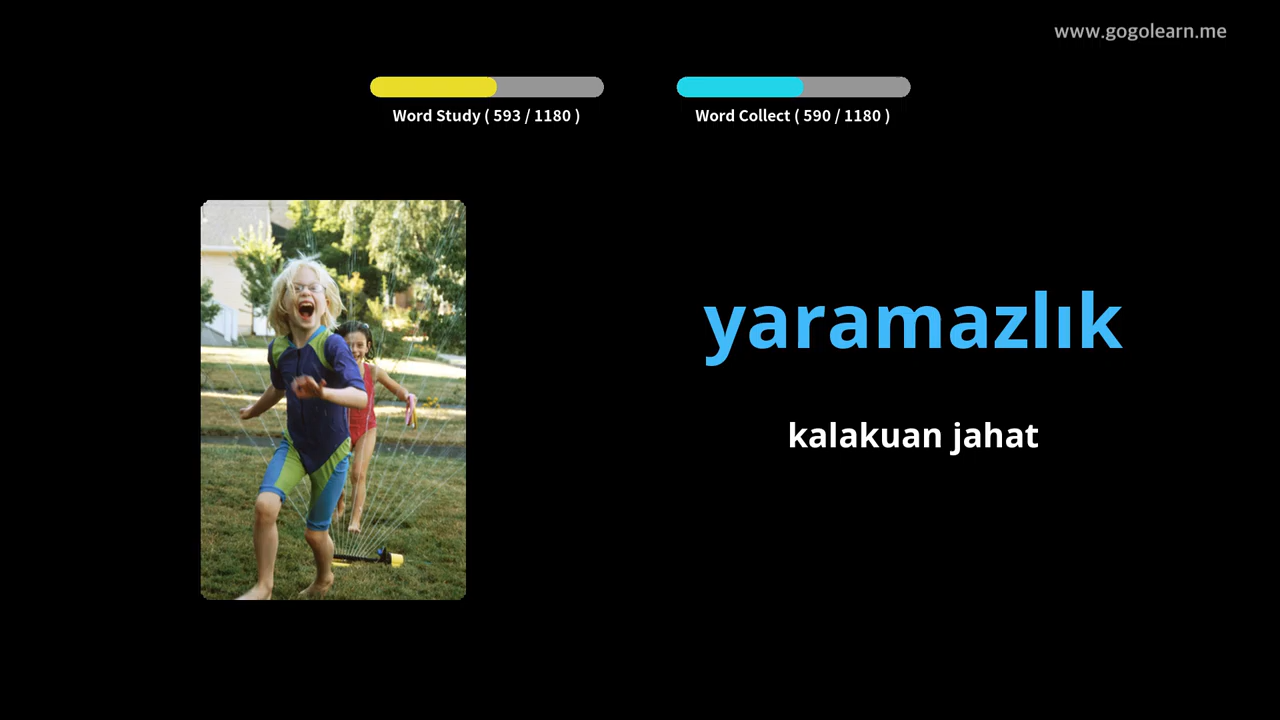 www.gogolearn.me
Word Study ( 593 / 1180 )
Word Collect ( 590 / 1180 )
yaramazlık
kalakuan jahat